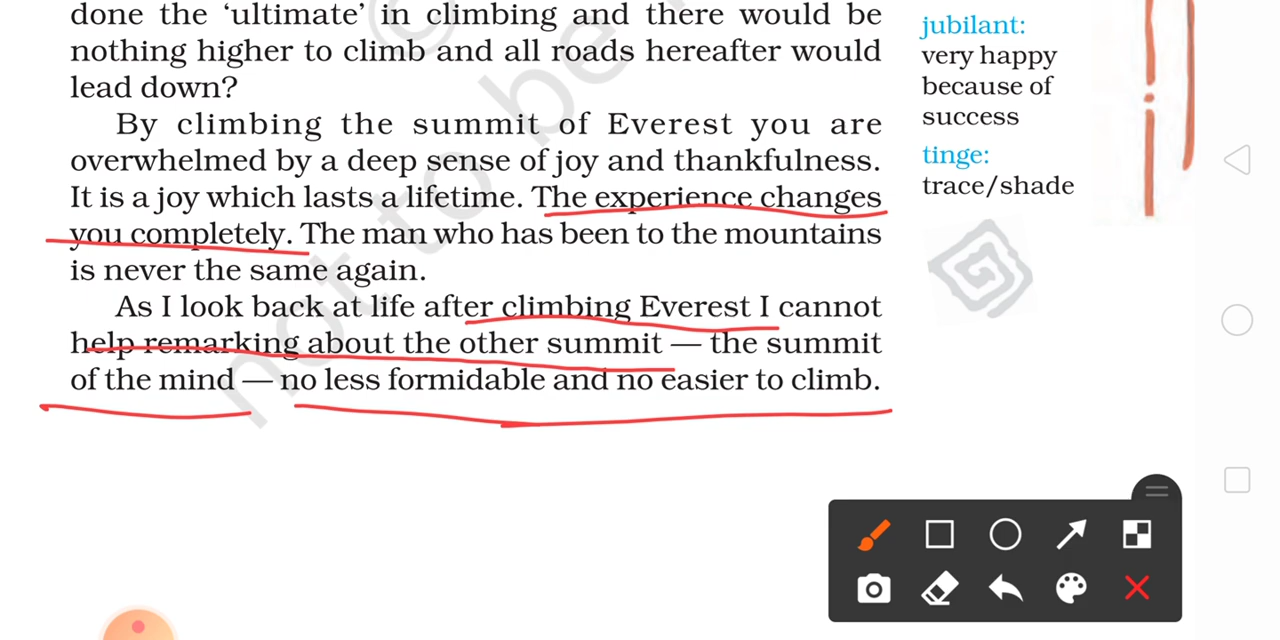 done the ‘ultimate’ in climbing and there would be
nothing higher to climb and all roads hereafter would
lead down?
By climbing the summit of Everest you are
overwhelmed by a deep sense of joy and thankfulness.
It is a joy which lasts a lifetime. The experience changes
you completely. The man who has been to the mountains
is never the same again.
As I look back at life after climbing Everest I cannot
help remarking about the other summit — the summit
of the mind — no less formidable and no easier to climb.
jubilant:
very happy
because of
success
tinge:
trace/shade
not to be